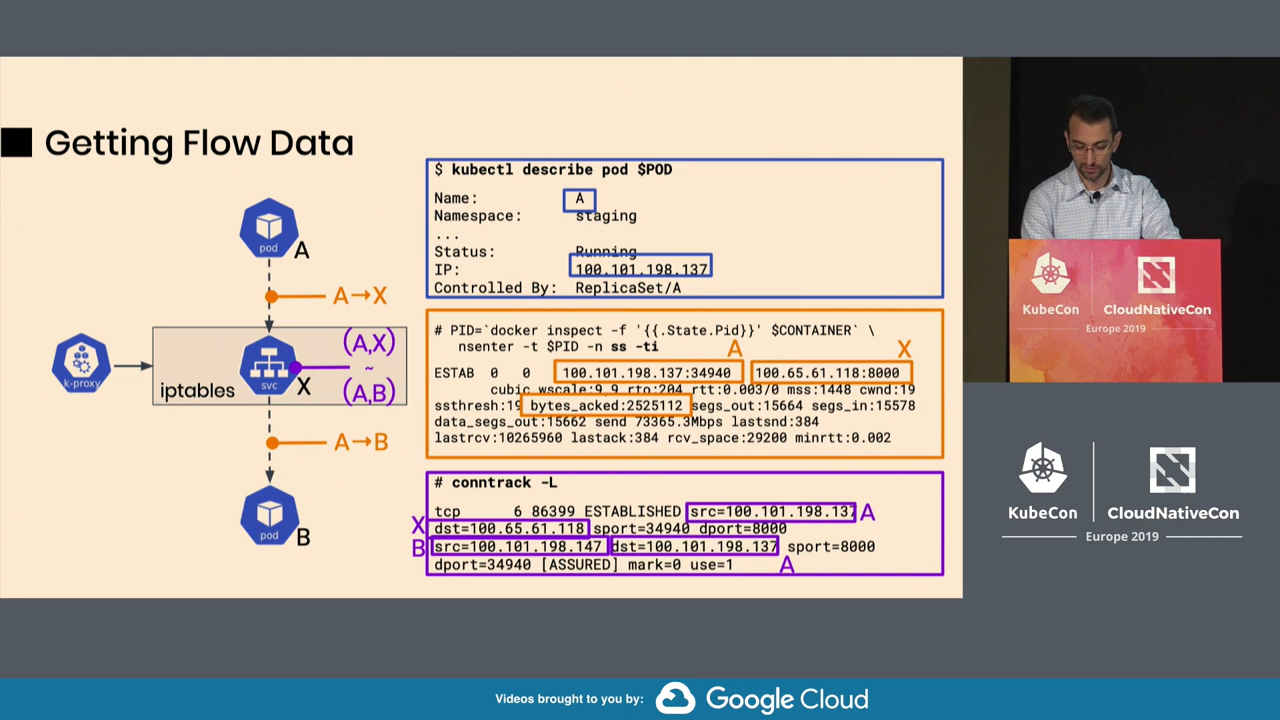 Getting Flow Data
pod
A
A→X
k-proxy
iptables
svc
X
(A,X)
~
(A,B)
A→B
pod
B
$ kubectl describe pod $POD
Name: A
Namespace: staging
...
Status: Running
IP: 100.101.198.137
Controlled By: ReplicaSet/A
# PID=`docker inspect -f '{{.State.Pid}}' $CONTAINER` \
nsenter -t $PID -n ss -ti
A X
ESTAB 0 0 100.101.198.137:34940 100.65.61.118:8000
cubic wscale:9,9 rto:204 rtt:0.003/0 mss:1448 cwnd:19
ssthresh:19 bytes_acked:2525112 segs_out:15664 segs_in:15578
data_segs_out:15662 send 73365.3Mbps lastsnd:384
lastrcv:10265960 lastack:384 rcv_space:29200 minrtt:0.002
# conntrack -L
tcp 6 86399 ESTABLISHED src=100.101.198.137 A
X dst=100.65.61.118 sport=34940 dport=8000
B src=100.101.198.147 dst=100.101.198.137 sport=8000
dport=34940 [ASSURED] mark=0 use=1 A
KubeCon CloudNativeCon
Europe 2019
KubeCon CloudNativeCon
Europe 2019
Videos brought to you by: Google Cloud